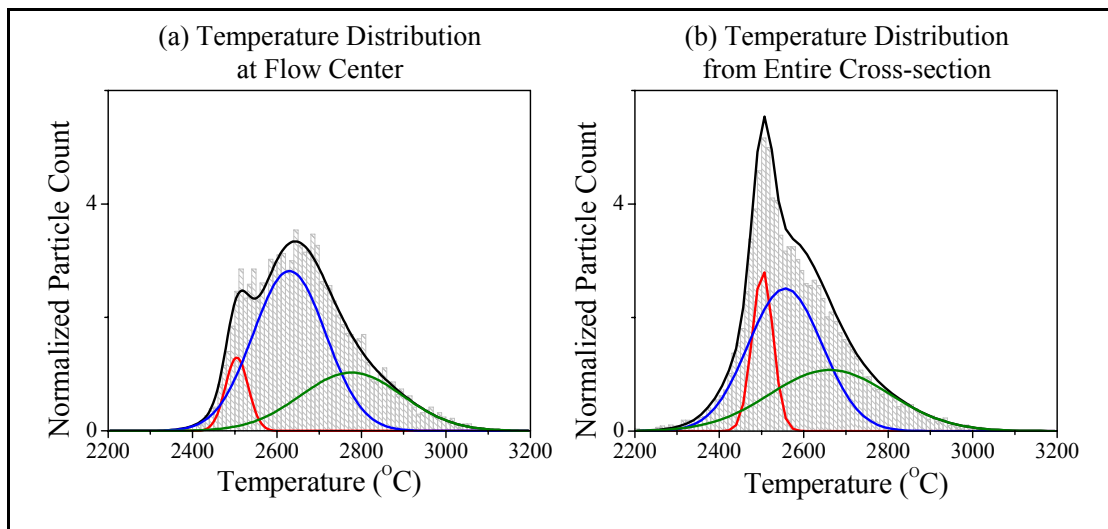 (a) Temperature Distribution
at Flow Center
Normalized Particle Count
4
0
2200 2400 2600 2800 3000 3200
Temperature (°C)
(b) Temperature Distribution
from Entire Cross-section
Normalized Particle Count
4
0
2200 2400 2600 2800 3000 3200
Temperature (°C)